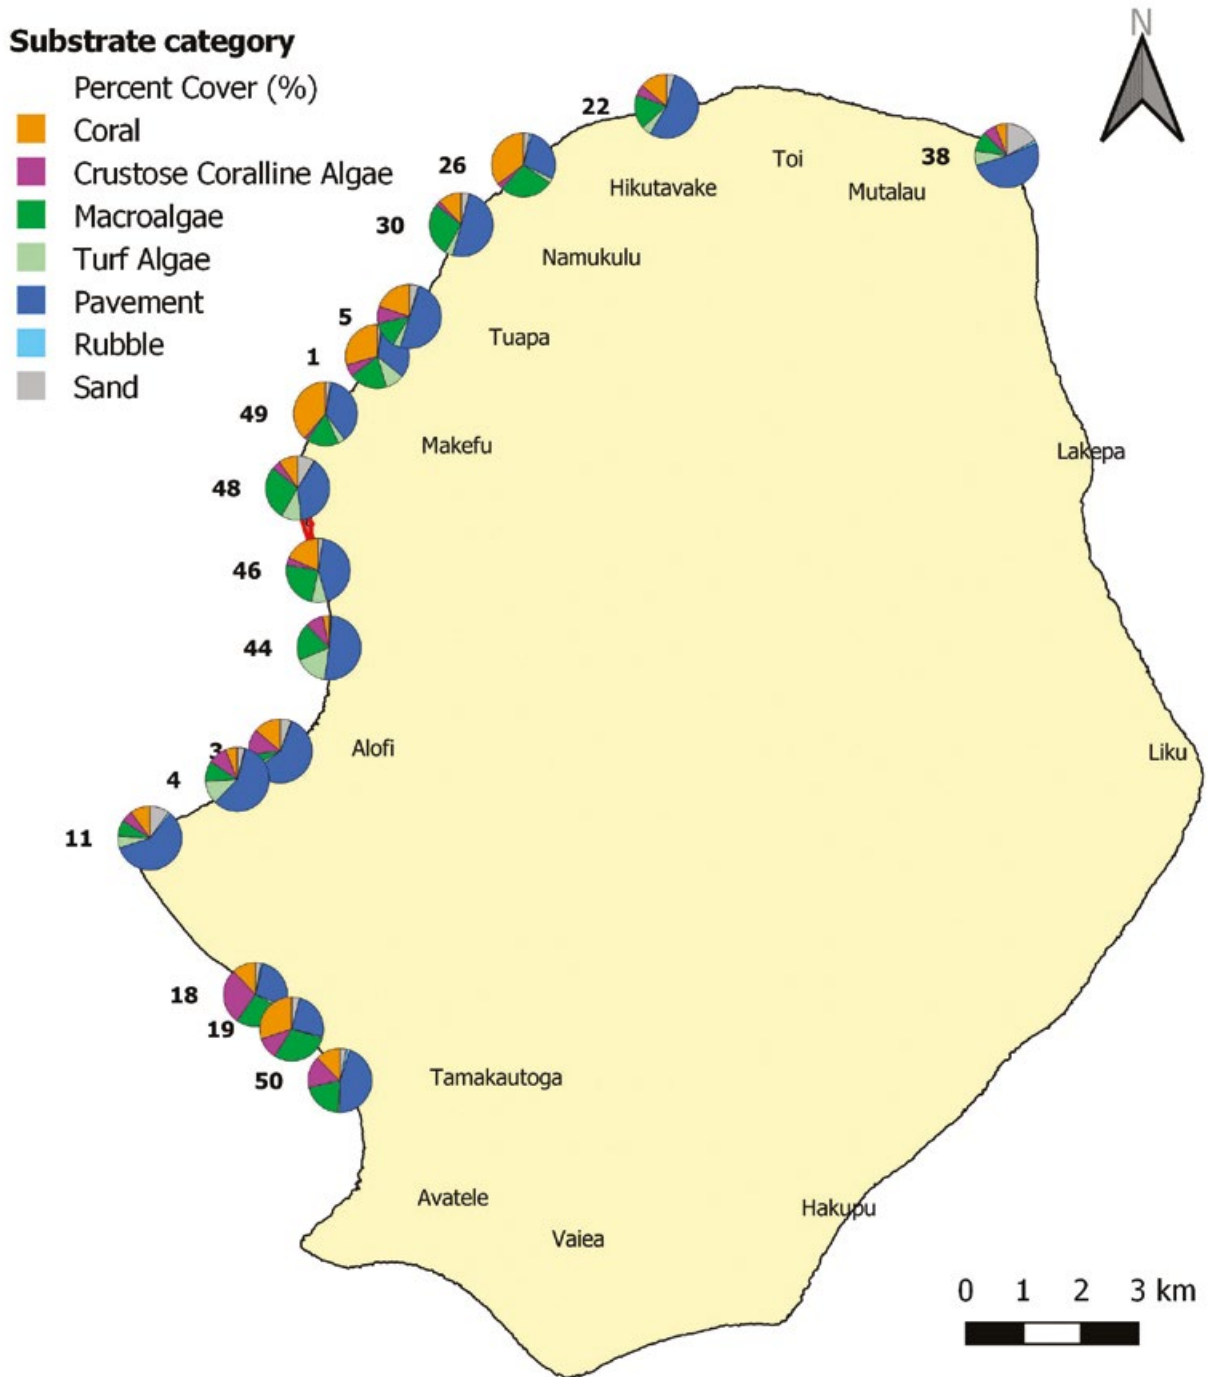 Substrate category
Percent Cover (%)
Coral
Crustose Coralline Algae
Macroalgae
Turf Algae
Pavement
Rubble
Sand
N
22
38
26
Toi
Hikutavake
Mutalau
30
Namukulu
5
Tuapa
1
49
Makefu
Lakepa
48
46
44
3
Alofi
Liku
4
11
18
19
50
Tamakautoga
Avatele
Hakupu
Vaiea
0 1 2 3 km